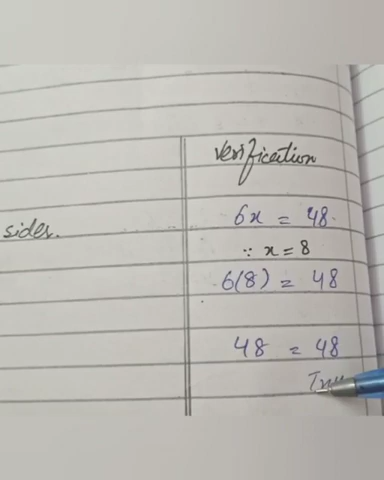 verification
6x = 48
sides.
∵ x = 8
6(8) = 48
48 = 48